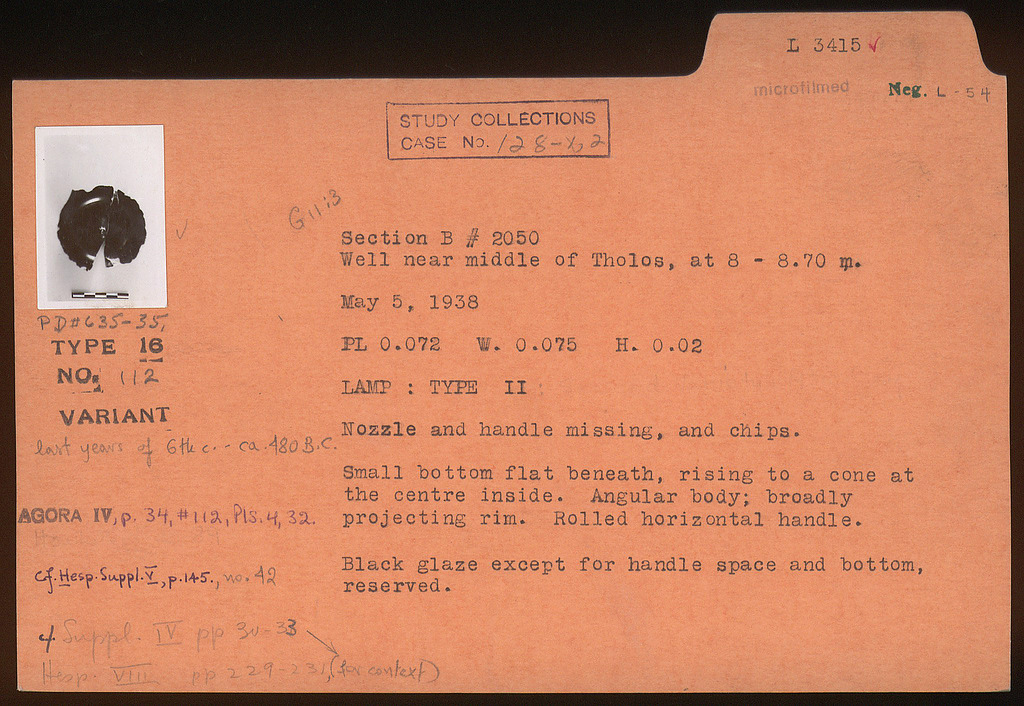 L 3415 ✓
microfilmed Neg. L-54
STUDY COLLECTIONS
CASE No. 128-
G 11:3
Section B # 2050
Well near middle of Tholos, at 8 - 8.70 m.
May 5, 1938
PL 0.072 W. 0.075 H. 0.02
LAMP : TYPE II
Nozzle and handle missing, and chips.
Small bottom flat beneath, rising to a cone at
the centre inside. Angular body; broadly
projecting rim. Rolled horizontal handle.
Black glaze except for handle space and bottom,
reserved.
PD# 635-35,
TYPE 16
NO. 112
VARIANT
last years of 6th c. - ca. 480 B.C.
AGORA IV, p. 34, #112, Pls. 4, 32.
cf. Hesp. Suppl. V, p. 145, no. 42
cf. Suppl. IV pp -33
Hesp. VIII pp 229-231, (for context)